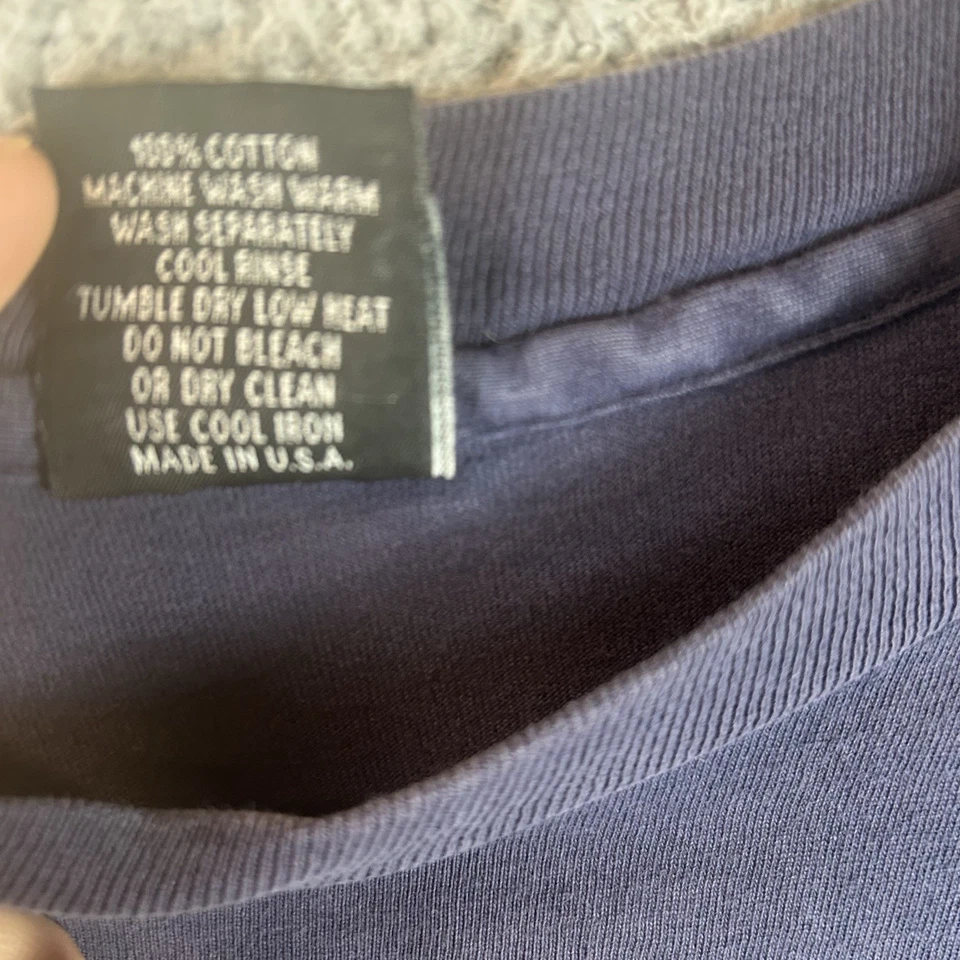 100% COTTON
MACHINE WASH WARM
WASH SEPARATELY
COOL RINSE
TUMBLE DRY LOW HEAT
DO NOT BLEACH
OR DRY CLEAN
USE COOL IRON
MADE IN U.S.A.